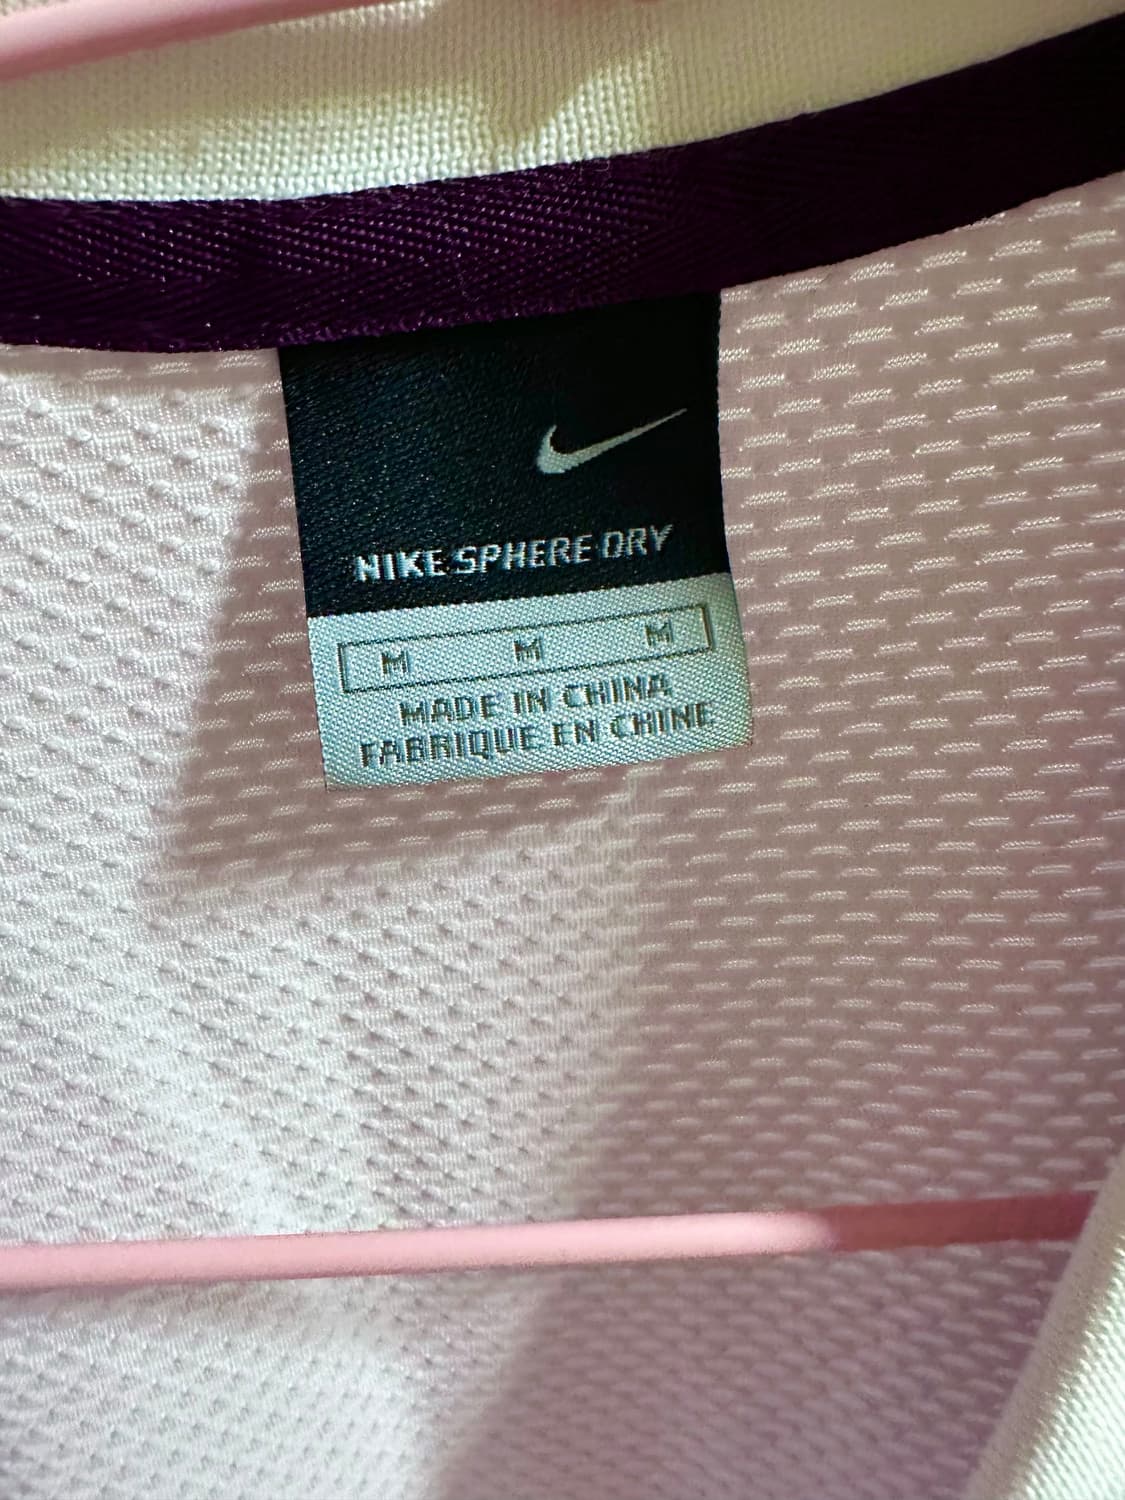 NIKE SPHERE DRY
M M M
MADE IN CHINA
FABRIQUE EN CHINE